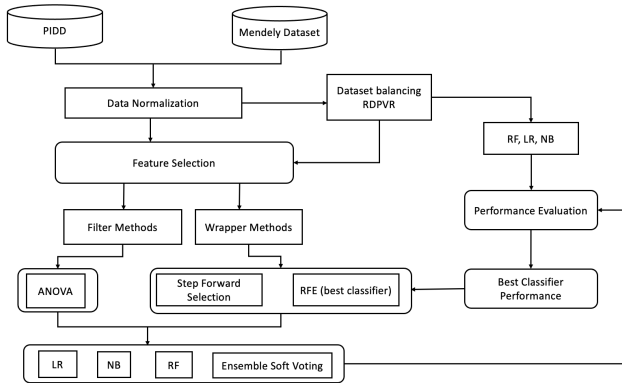 PIDD
Mendely Dataset
Data Normalization
Dataset balancing
RDPVR
RF, LR, NB
Feature Selection
Filter Methods
Wrapper Methods
Performance Evaluation
ANOVA
Step Forward
Selection
RFE (best classifier)
Best Classifier
Performance
LR
NB
RF
Ensemble Soft Voting